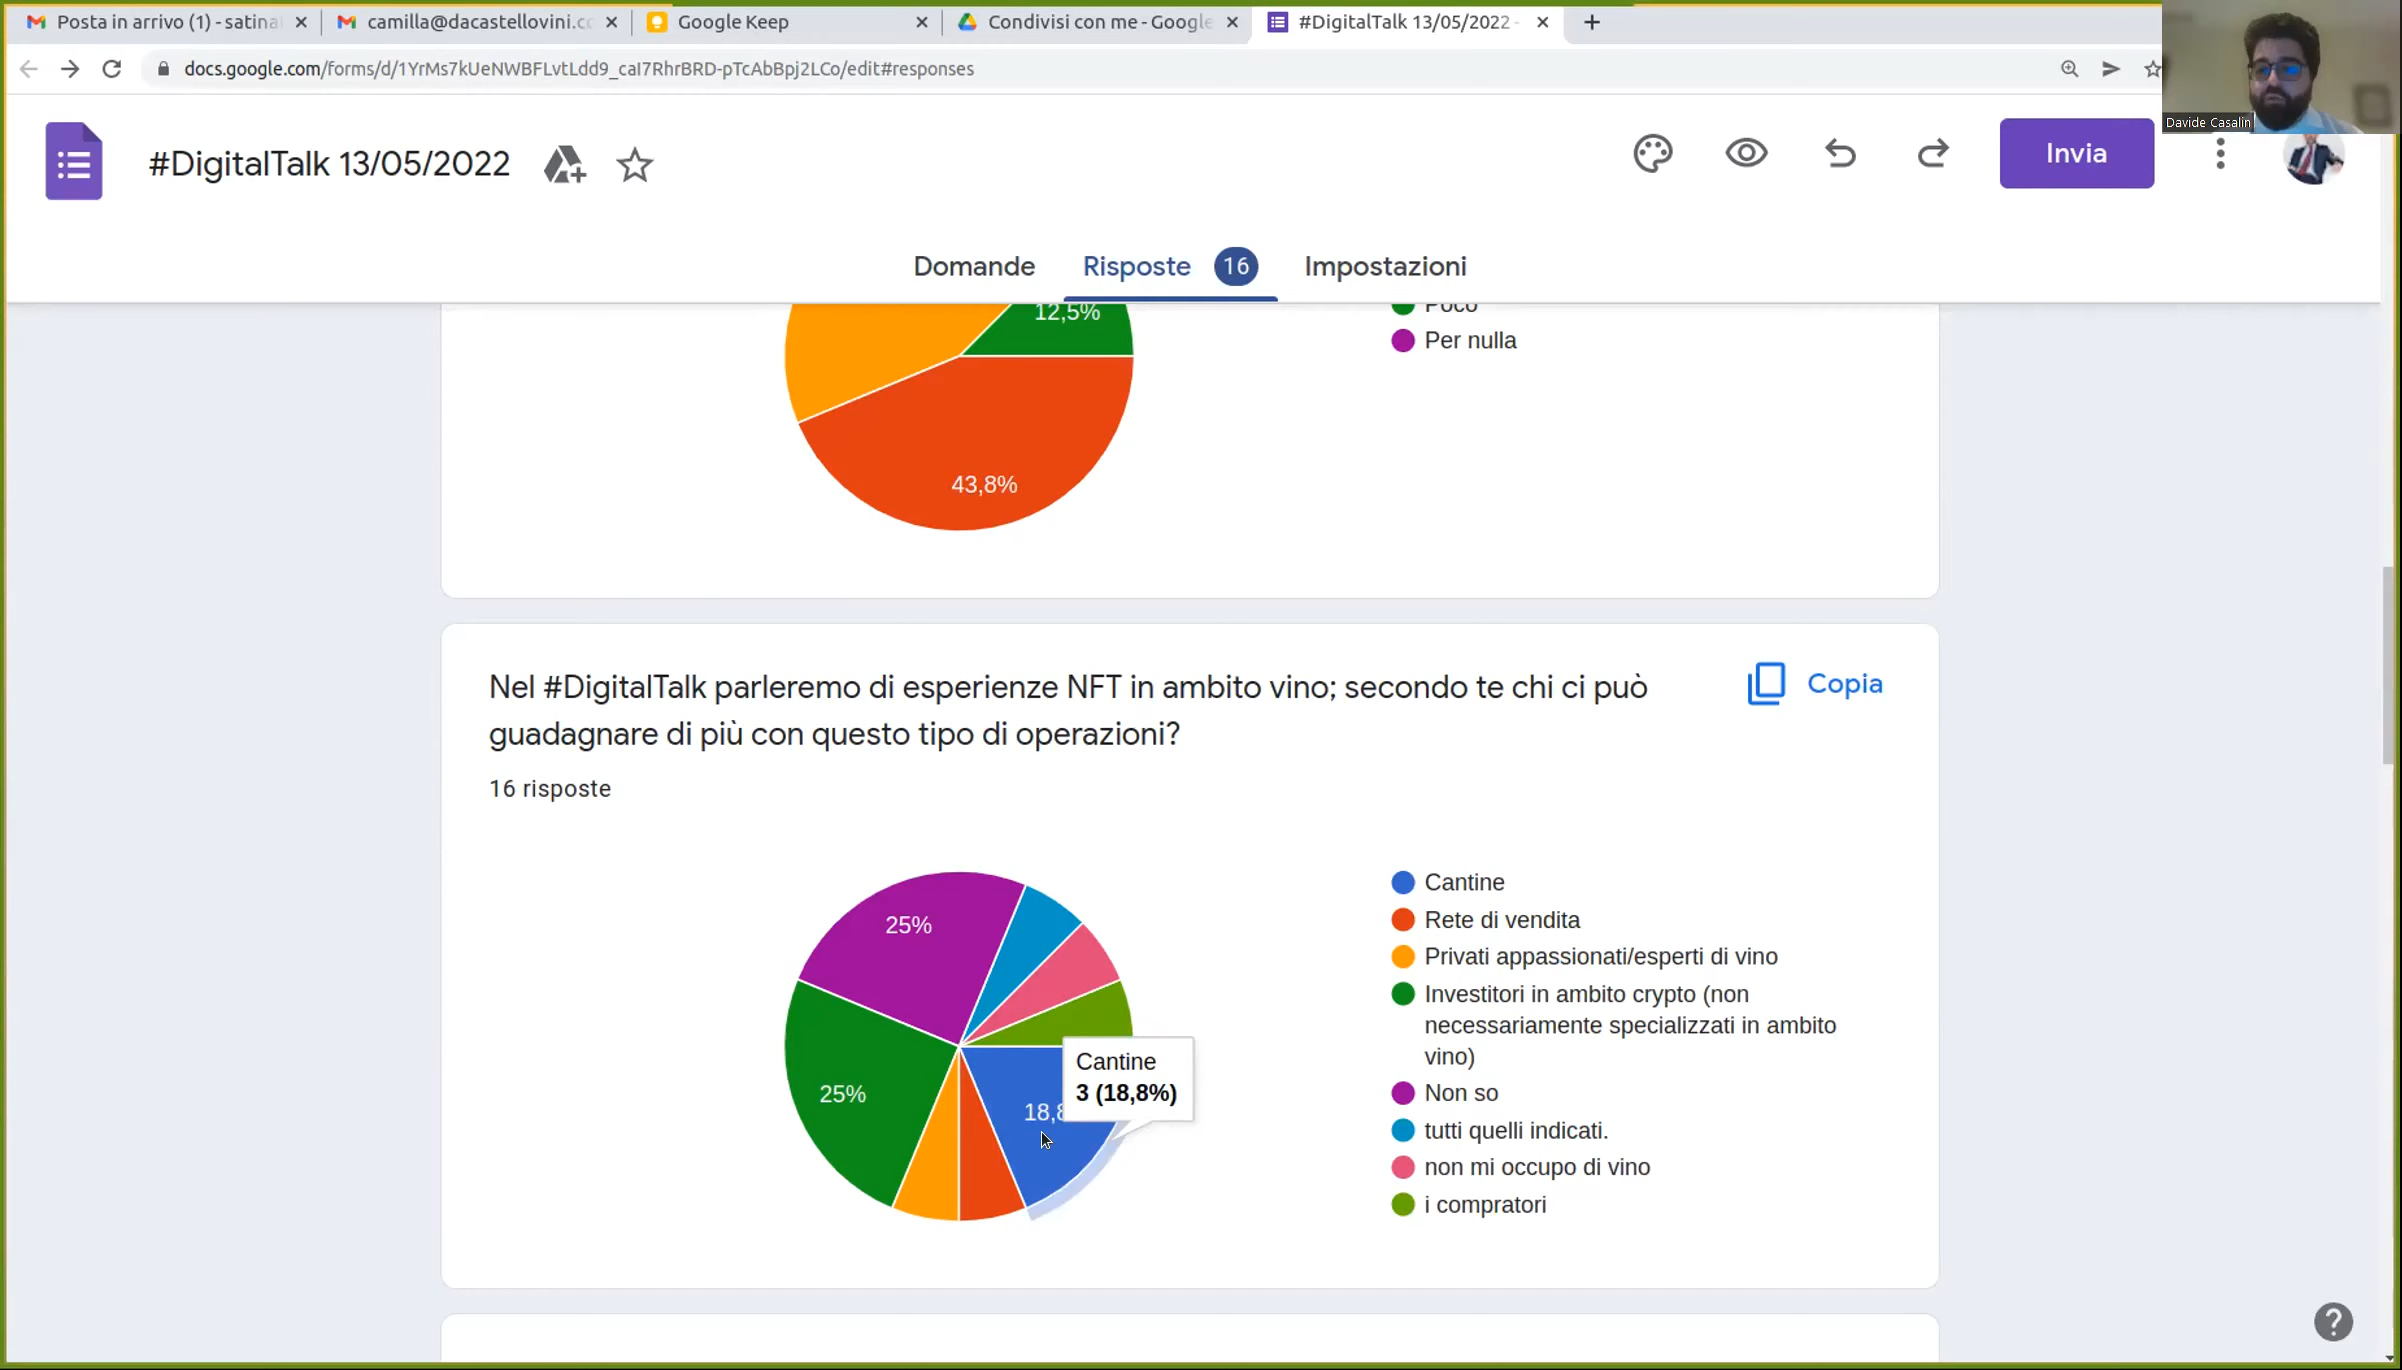 Posta in arrivo (1) - satina
camilla@dacastellovini.co
Google Keep
Condivisi con me - Google
#DigitalTalk 13/05/2022 -
docs.google.com/forms/d/1YrMs7kUeNWBFLvtLdd9_caI7RhrBRD-pTcAbBpj2LCo/edit#responses
Davide Casalin
#DigitalTalk 13/05/2022
Invia
Domande
Risposte 16
Impostazioni
12,5%
Poco
Per nulla
43,8%
Nel #DigitalTalk parleremo di esperienze NFT in ambito vino; secondo te chi ci può
guadagnare di più con questo tipo di operazioni?
Copia
16 risposte
25%
25%
18,8
Cantine
3 (18,8%)
Cantine
Rete di vendita
Privati appassionati/esperti di vino
Investitori in ambito crypto (non
necessariamente specializzati in ambito
vino)
Non so
tutti quelli indicati.
non mi occupo di vino
i compratori